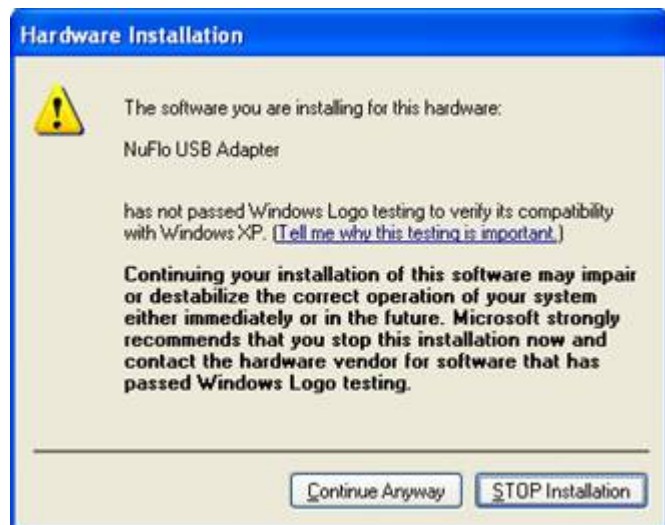 Hardware Installation
The software you are installing for this hardware:
NuFlo USB Adapter
has not passed Windows Logo testing to verify its compatibility
with Windows XP. (Tell me why this testing is important.)
Continuing your installation of this software may impair
or destabilize the correct operation of your system
either immediately or in the future. Microsoft strongly
recommends that you stop this installation now and
contact the hardware vendor for software that has
passed Windows Logo testing.
Continue Anyway
STOP Installation